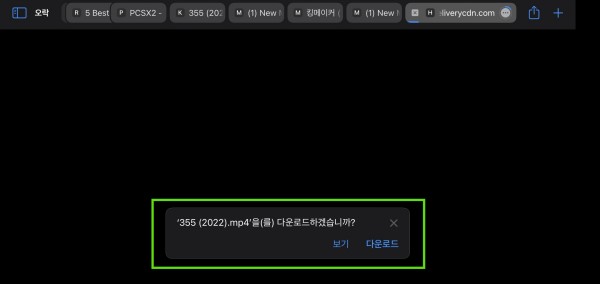 오락
R 5 Best
P PCSX2 -
K 355 (20
M (1) New
M 킹메이커 (
M (1) New
H liverycdn.com
'355 (2022).mp4'을(를) 다운로드하겠습니까?
보기 다운로드